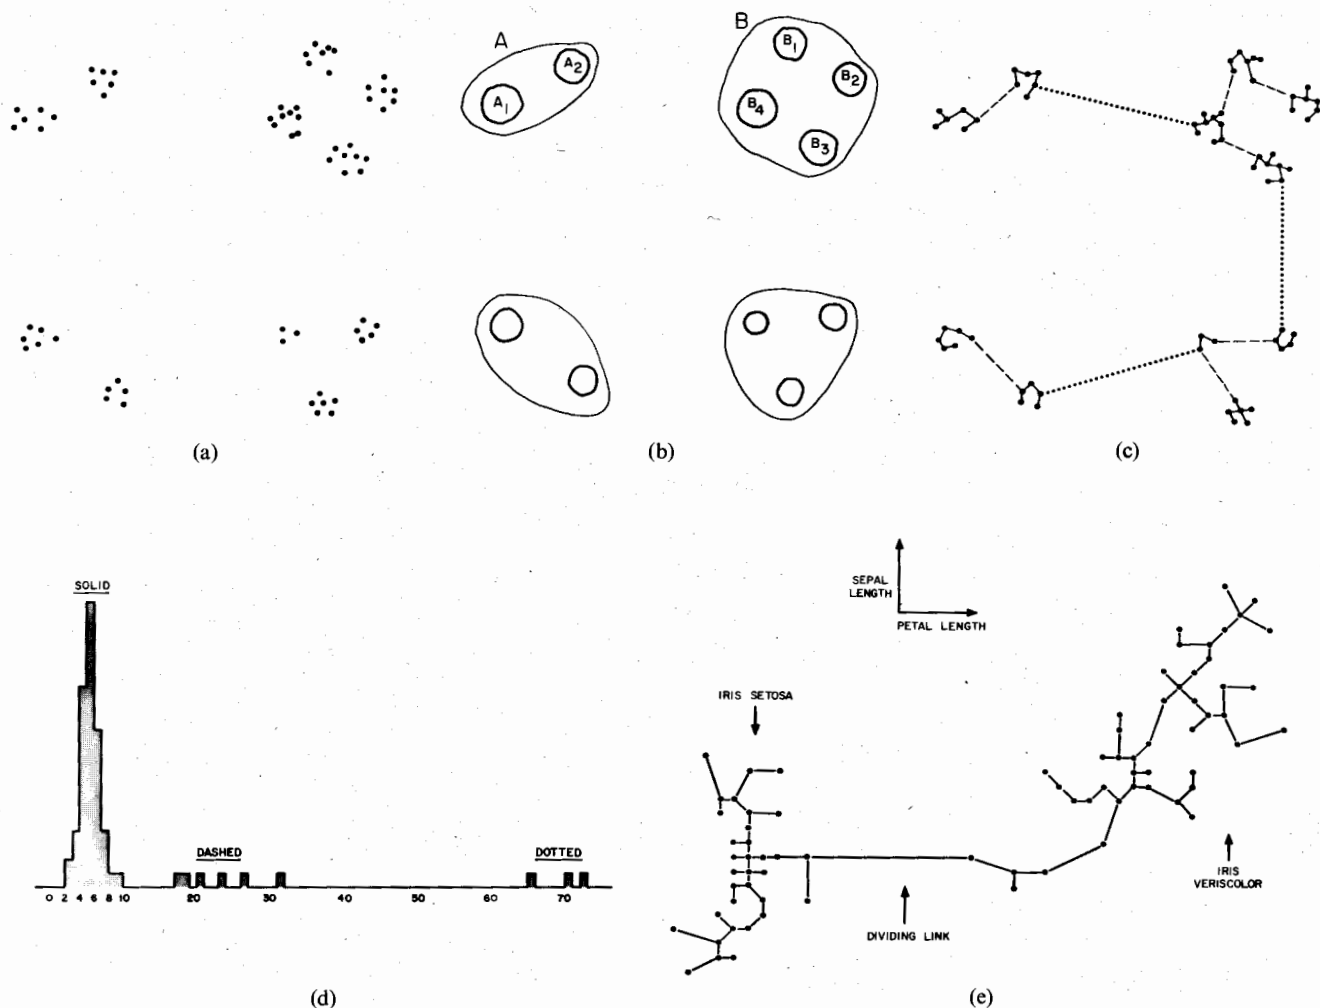 A
A1
A2
B
B1
B2
B4
B3
(a)
(b)
(c)
SOLID
DASHED
DOTTED
0 2 4 6 8 10 20 30 40 50 60 70
(d)
SEPAL
LENGTH
PETAL LENGTH
IRIS SETOSA
DIVIDING LINK
IRIS
VERISCOLOR
(e)